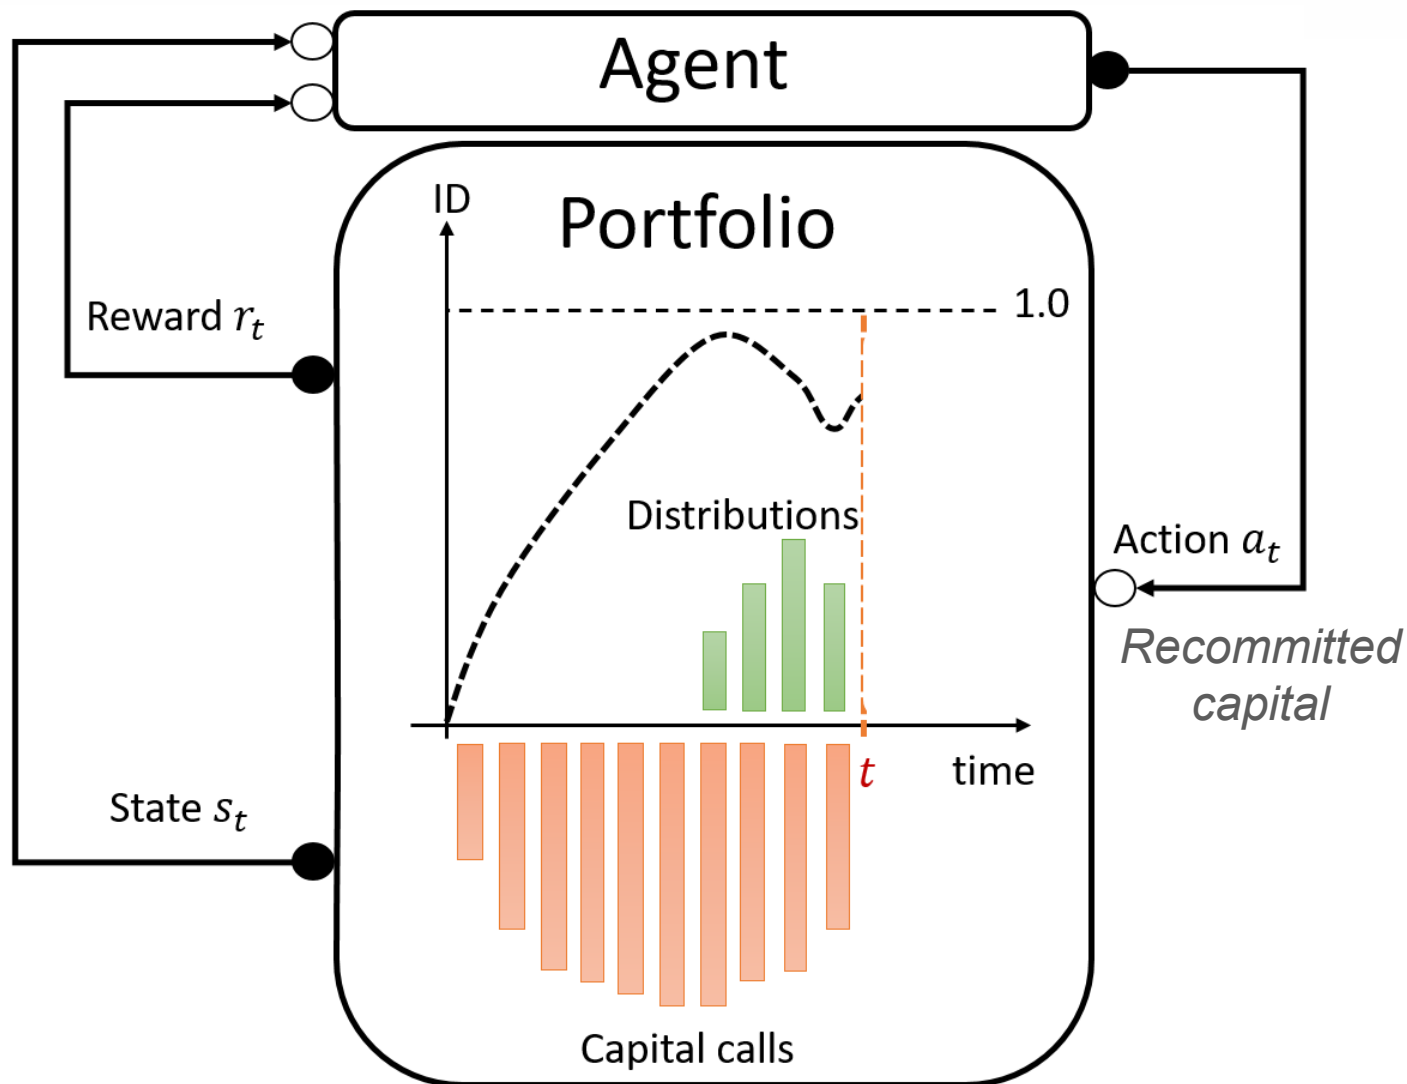 Agent
ID
Portfolio
1.0
Reward r_t
Distributions
Action a_t
Recommitted
capital
t
time
State s_t
Capital calls